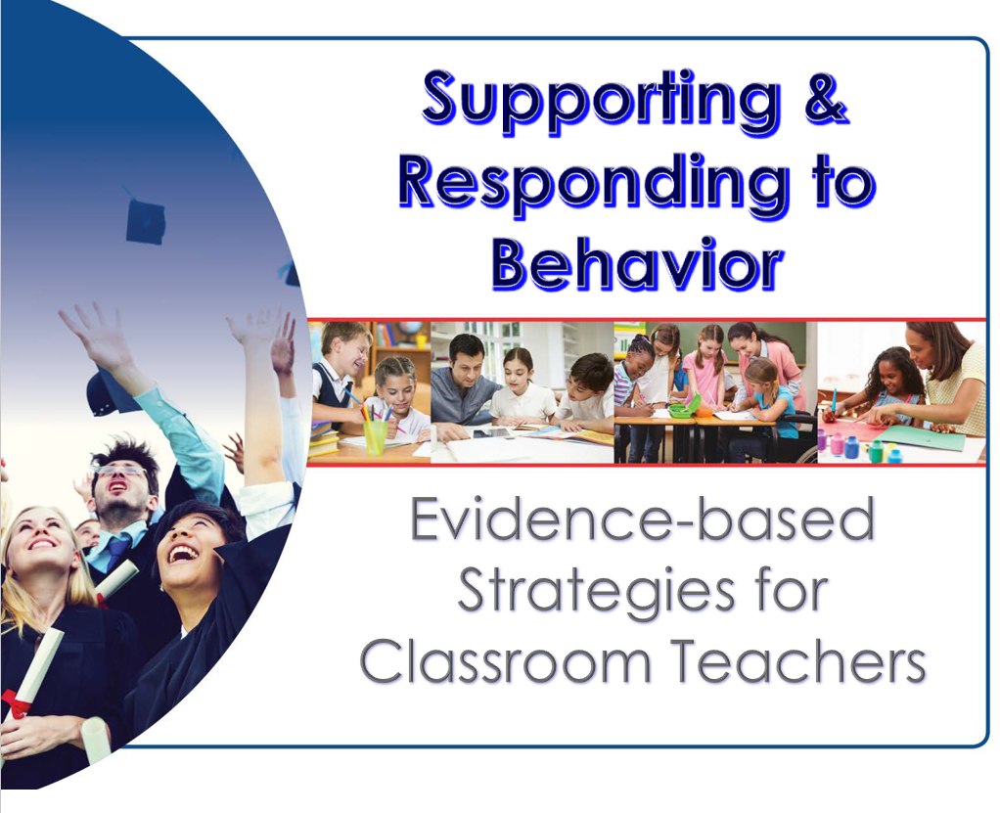 Supporting &
Responding to
Behavior
Evidence-based
Strategies for
Classroom Teachers